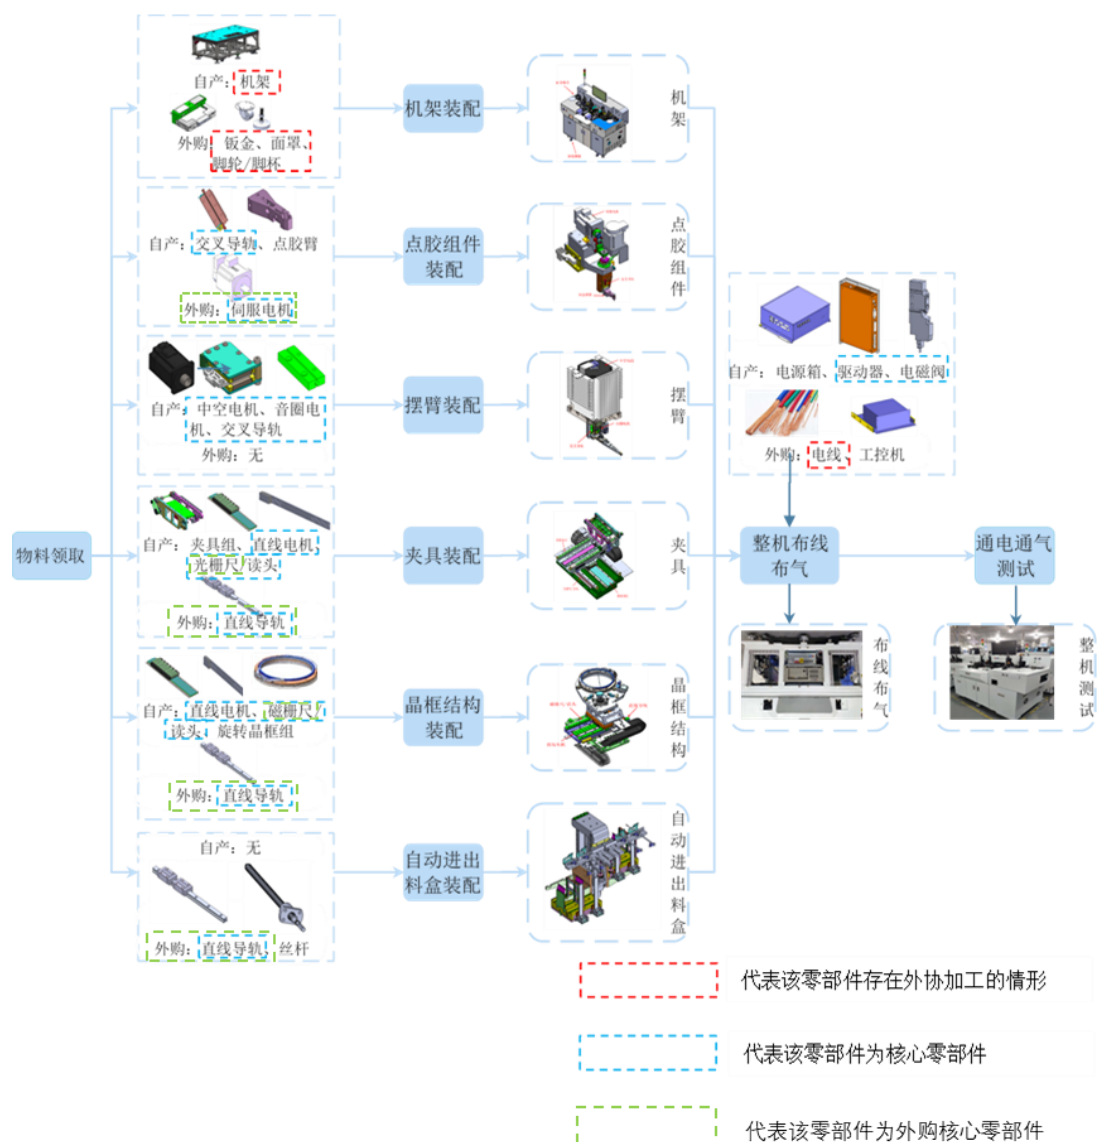 自产：机架
外购：钣金、面罩、
脚轮/脚杯
机架装配
机架
自产：交叉导轨、点胶臂
外购：伺服电机
点胶组件
装配
点胶组件
自产：中空电机、音圈电
机、交叉导轨
外购：无
摆臂装配
摆臂
物料领取
自产：夹具组、直线电机、
光栅尺/读头
外购：直线导轨
夹具装配
夹具
自产：直线电机、磁栅尺/
读头、旋转晶框组
外购：直线导轨
晶框结构
装配
晶框结构
自产：无
外购：直线导轨、丝杆
自动进出
料盒装配
自动进出料盒
自产：电源箱、驱动器、电磁阀
外购：电线、工控机
整机布线
布气
布线布气
通电通气
测试
整机测试
代表该零部件存在外协加工的情形
代表该零部件为核心零部件
代表该零部件为外购核心零部件